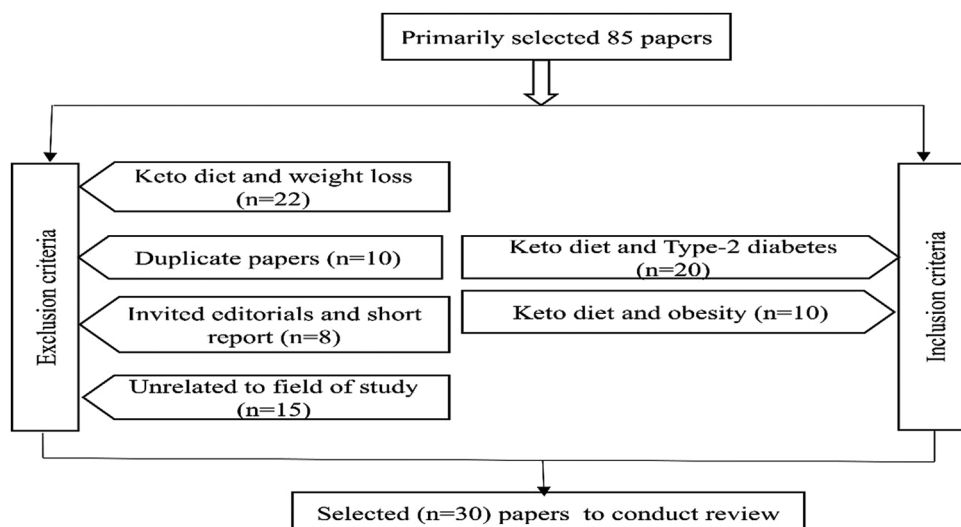 Primarily selected 85 papers
Exclusion criteria
Keto diet and weight loss
(n=22)
Duplicate papers (n=10)
Invited editorials and short
report (n=8)
Unrelated to field of study
(n=15)
Keto diet and Type-2 diabetes
(n=20)
Keto diet and obesity (n=10)
Inclusion criteria
Selected (n=30) papers to conduct review